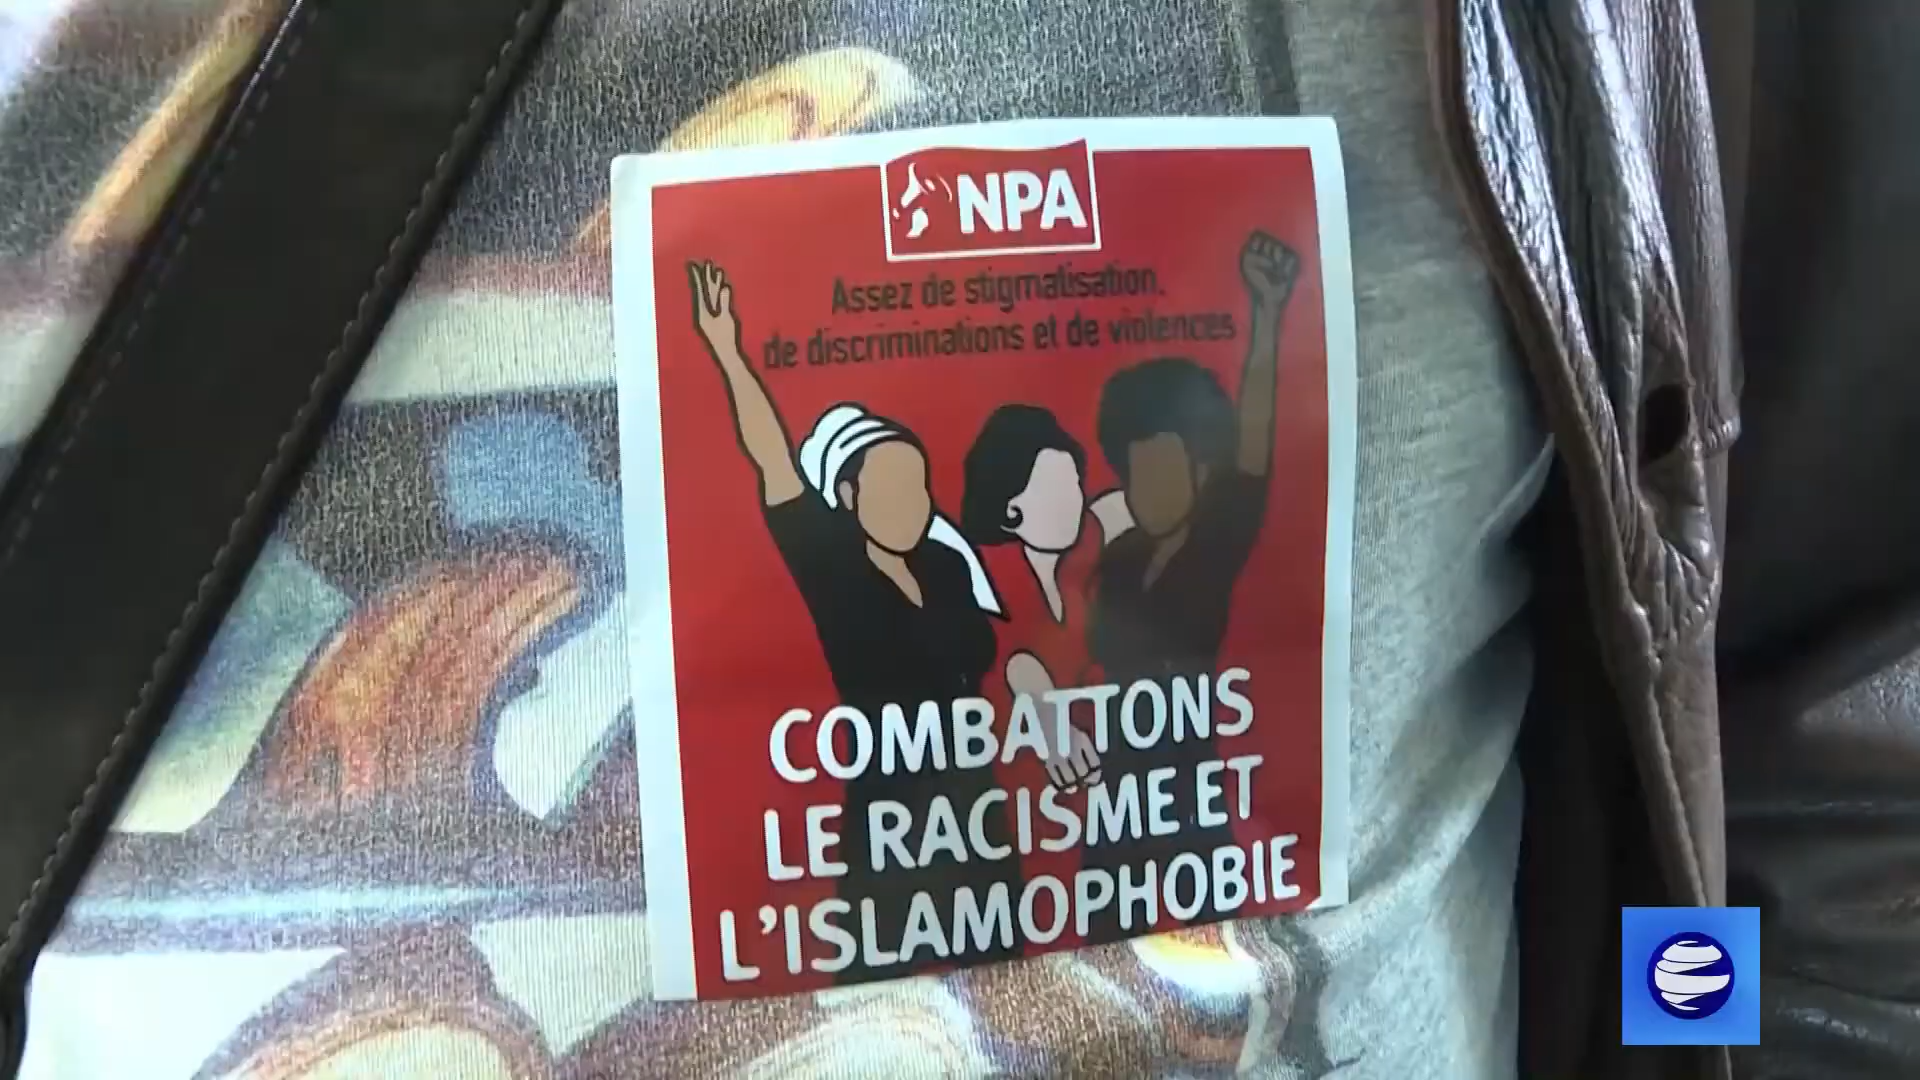 NPA
Assez de stigmatisation,
de discriminations et de violences
COMBATTONS
LE RACISME ET
L'ISLAMOPHOBIE